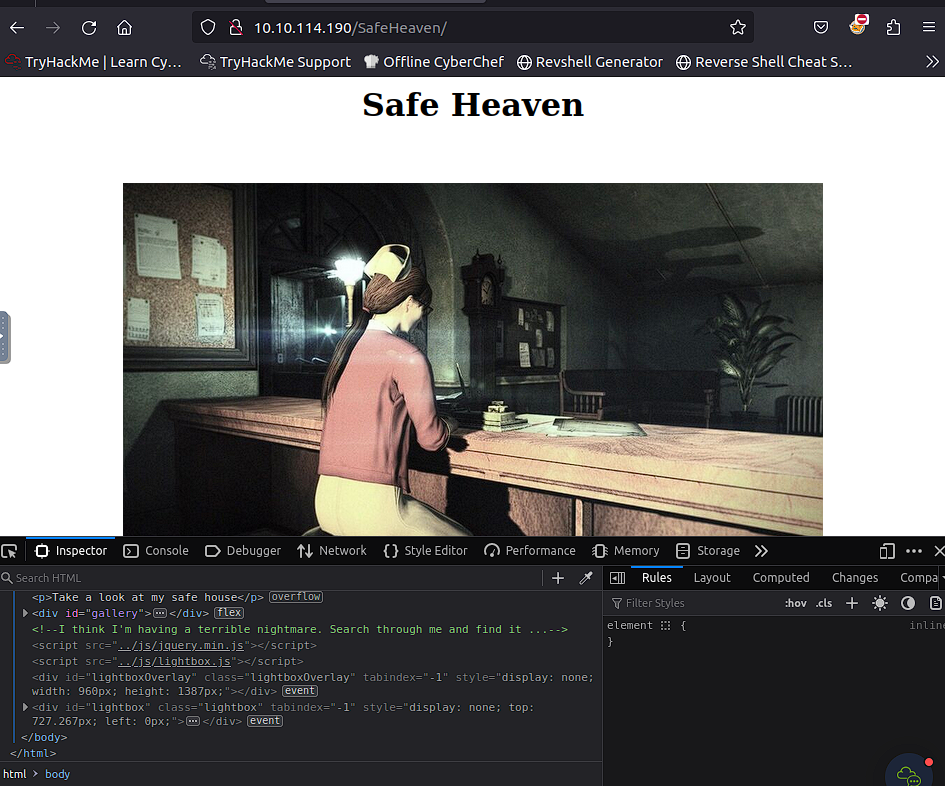 10.10.114.190/SafeHeaven/
TryHackMe | Learn Cy… TryHackMe Support Offline CyberChef Revshell Generator Reverse Shell Cheat S…
Safe Heaven
Inspector Console Debugger Network Style Editor Performance Memory Storage
Search HTML
Rules Layout Computed Changes Compa
Filter Styles :hov .cls
<p>Take a look at my safe house</p> overflow
<div id="gallery"></div> flex
<!--I think I'm having a terrible nightmare. Search through me and find it ...-->
<script src="../js/jquery.min.js"></script>
<script src="../js/lightbox.js"></script>
<div id="lightboxOverlay" class="lightboxOverlay" tabindex="-1" style="display: none;
width: 960px; height: 1387px;"></div> event
<div id="lightbox" class="lightbox" tabindex="-1" style="display: none; top:
727.267px; left: 0px;"></div> event
</body>
</html>
html > body
element { inline
}